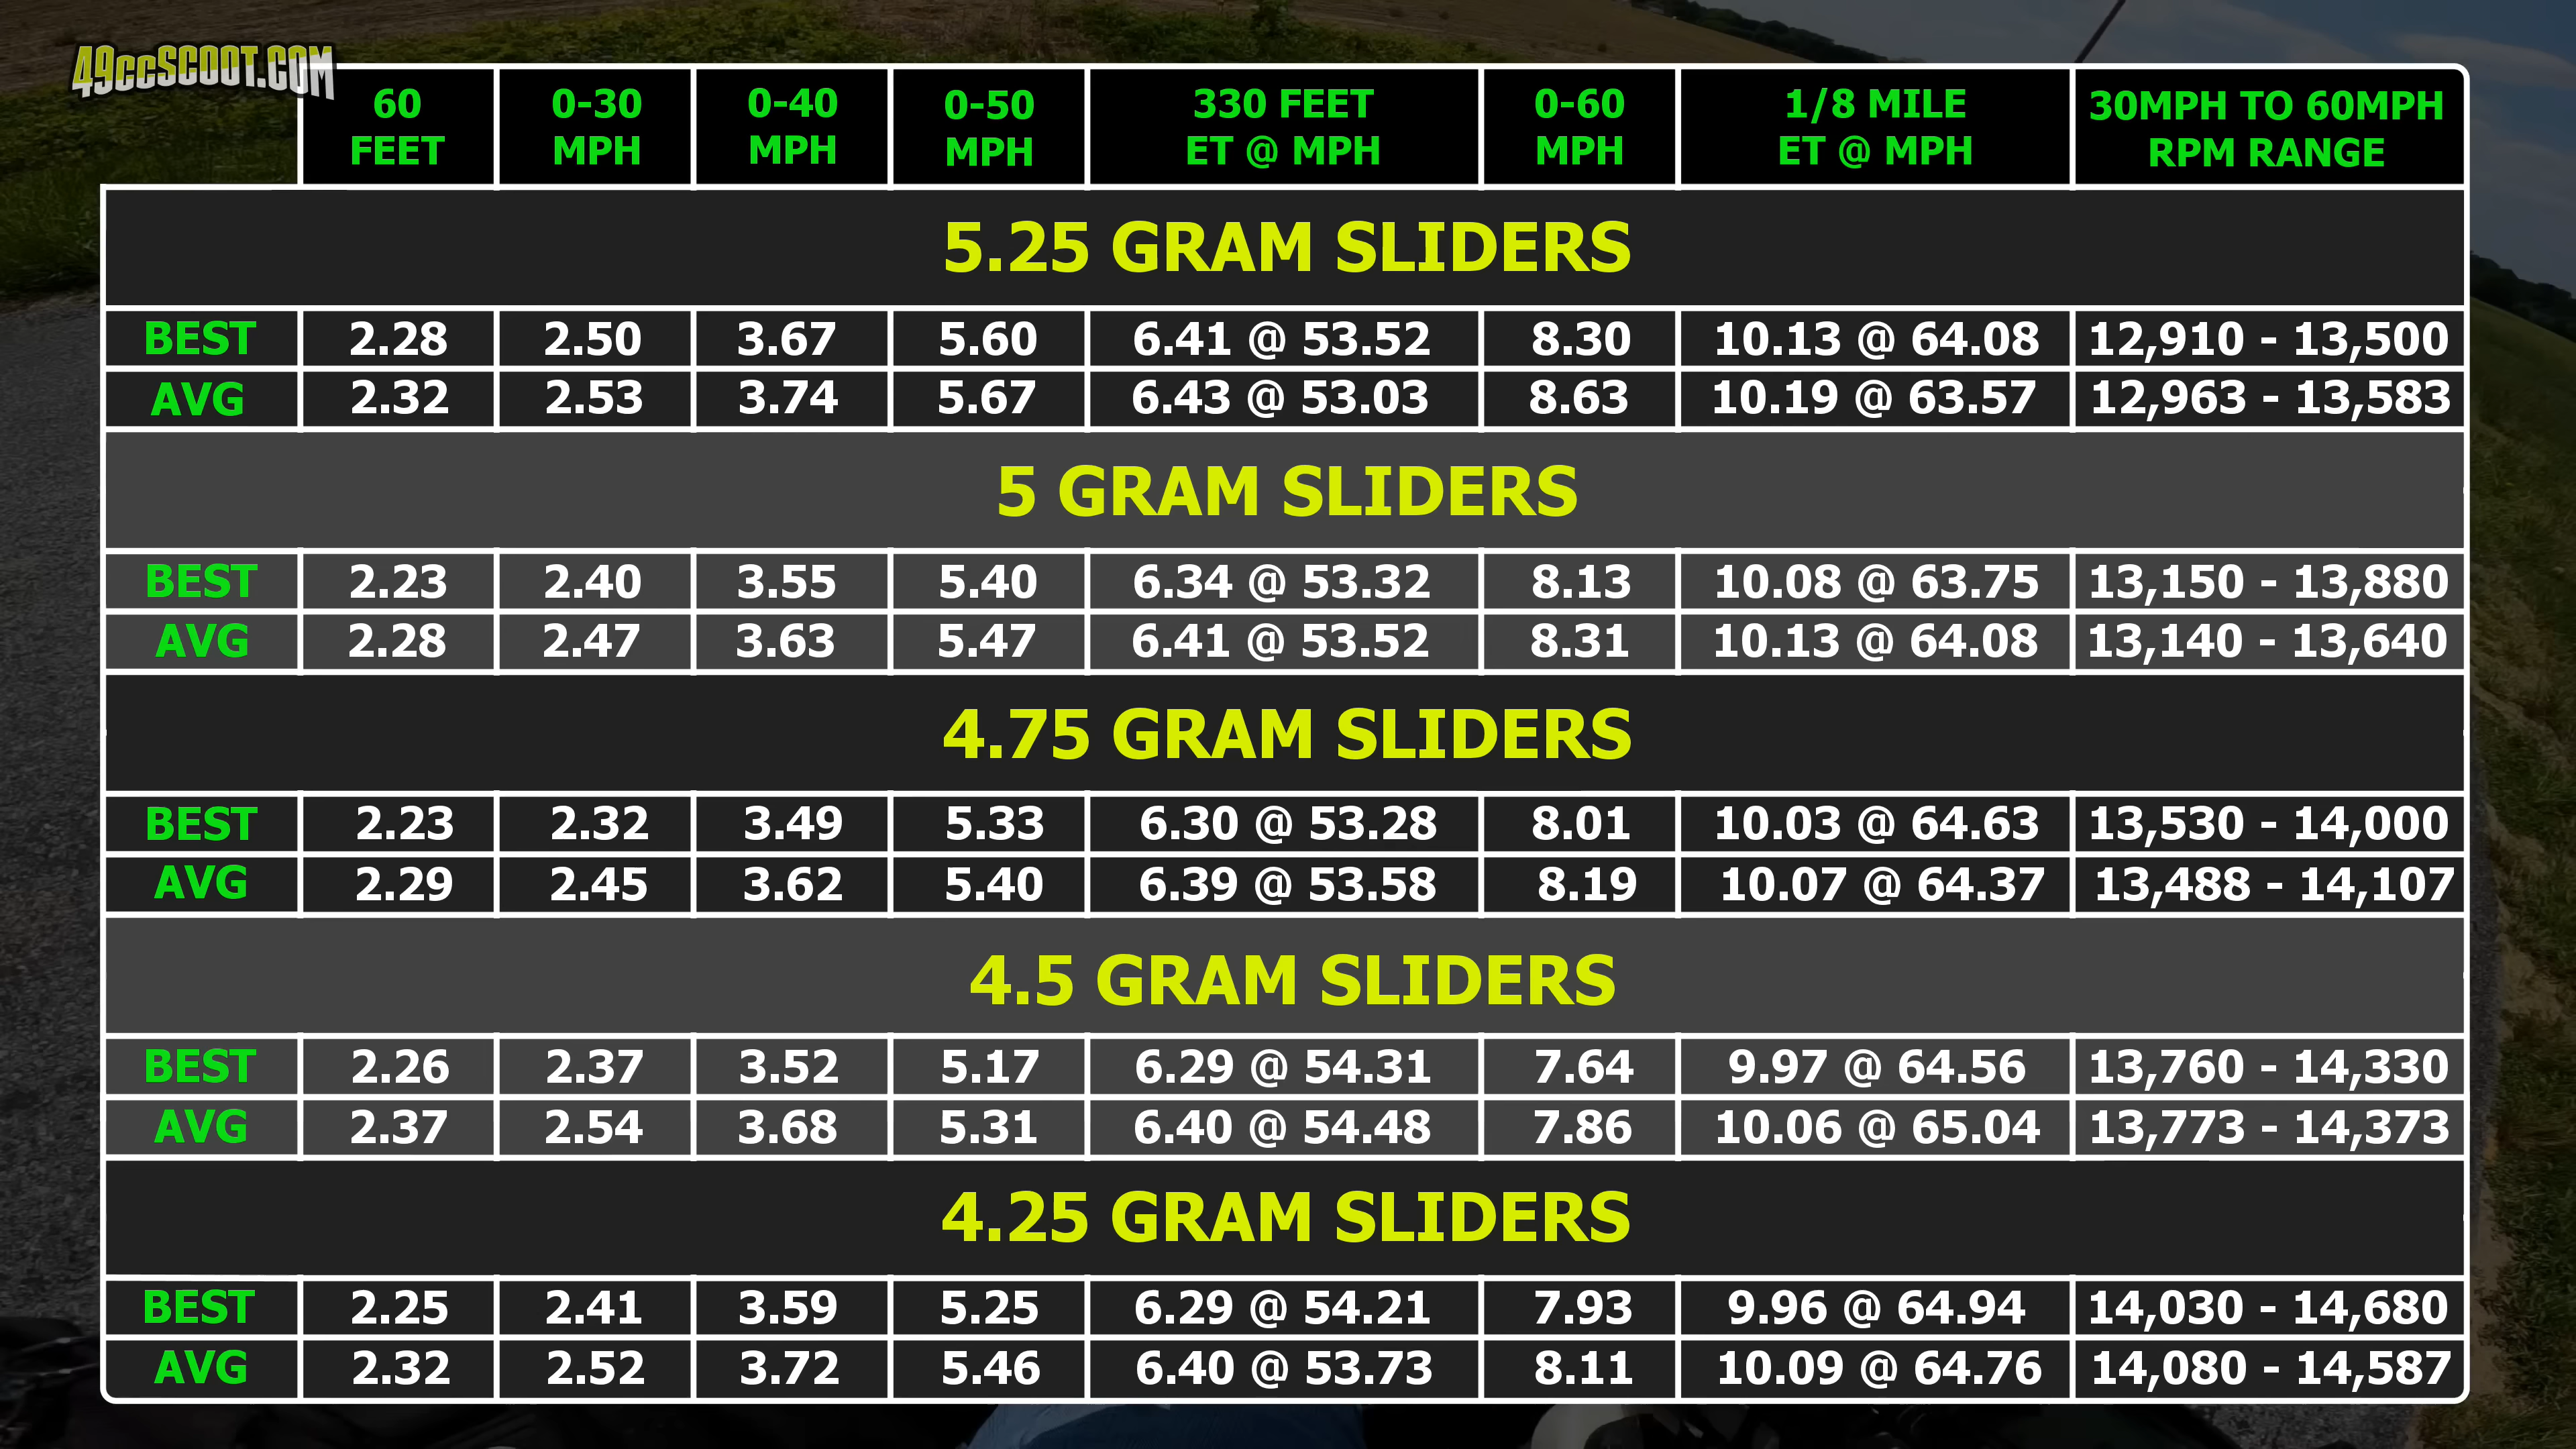 49ccSCOOT.COM
60 FEET 0-30 MPH 0-40 MPH 0-50 MPH 330 FEET ET @ MPH 0-60 MPH 1/8 MILE ET @ MPH 30MPH TO 60MPH RPM RANGE
5.25 GRAM SLIDERS
BEST 2.28 2.50 3.67 5.60 6.41 @ 53.52 8.30 10.13 @ 64.08 12,910 - 13,500
AVG 2.32 2.53 3.74 5.67 6.43 @ 53.03 8.63 10.19 @ 63.57 12,963 - 13,583
5 GRAM SLIDERS
BEST 2.23 2.40 3.55 5.40 6.34 @ 53.32 8.13 10.08 @ 63.75 13,150 - 13,880
AVG 2.28 2.47 3.63 5.47 6.41 @ 53.52 8.31 10.13 @ 64.08 13,140 - 13,640
4.75 GRAM SLIDERS
BEST 2.23 2.32 3.49 5.33 6.30 @ 53.28 8.01 10.03 @ 64.63 13,530 - 14,000
AVG 2.29 2.45 3.62 5.40 6.39 @ 53.58 8.19 10.07 @ 64.37 13,488 - 14,107
4.5 GRAM SLIDERS
BEST 2.26 2.37 3.52 5.17 6.29 @ 54.31 7.64 9.97 @ 64.56 13,760 - 14,330
AVG 2.37 2.54 3.68 5.31 6.40 @ 54.48 7.86 10.06 @ 65.04 13,773 - 14,373
4.25 GRAM SLIDERS
BEST 2.25 2.41 3.59 5.25 6.29 @ 54.21 7.93 9.96 @ 64.94 14,030 - 14,680
AVG 2.32 2.52 3.72 5.46 6.40 @ 53.73 8.11 10.09 @ 64.76 14,080 - 14,587